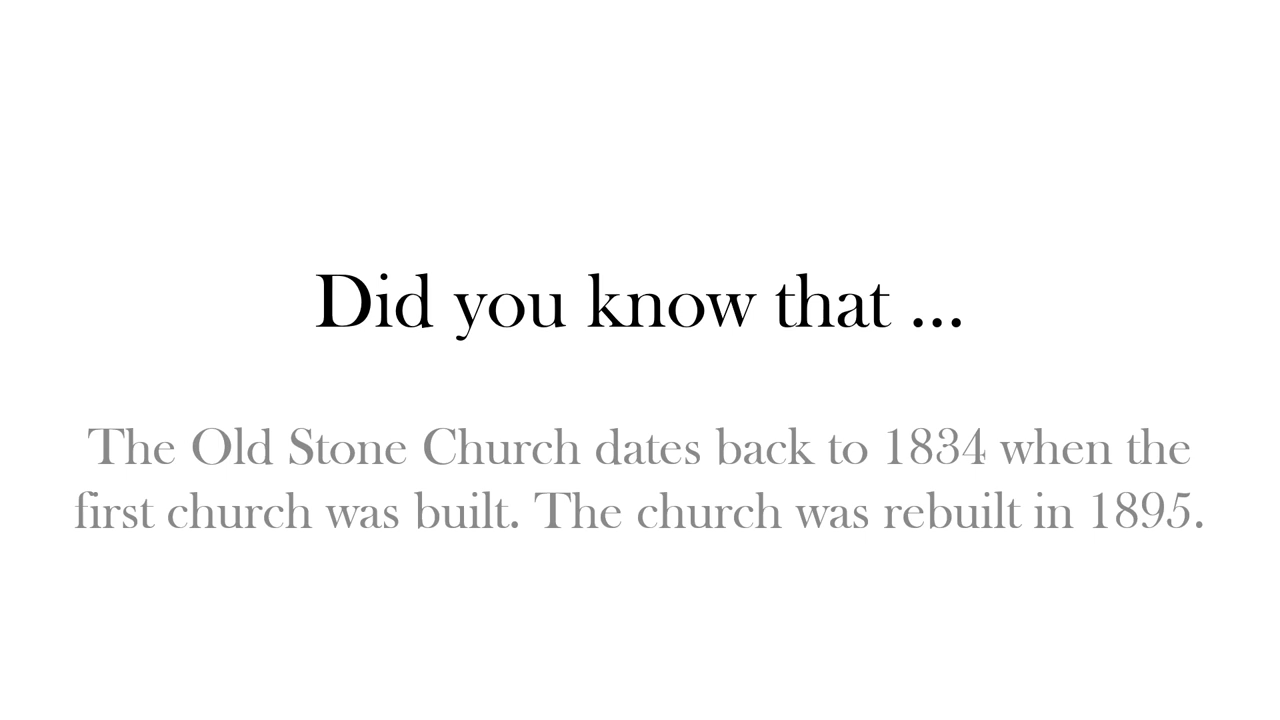 Did you know that ...
The Old Stone Church dates back to 1834 when the
first church was built. The church was rebuilt in 1895.